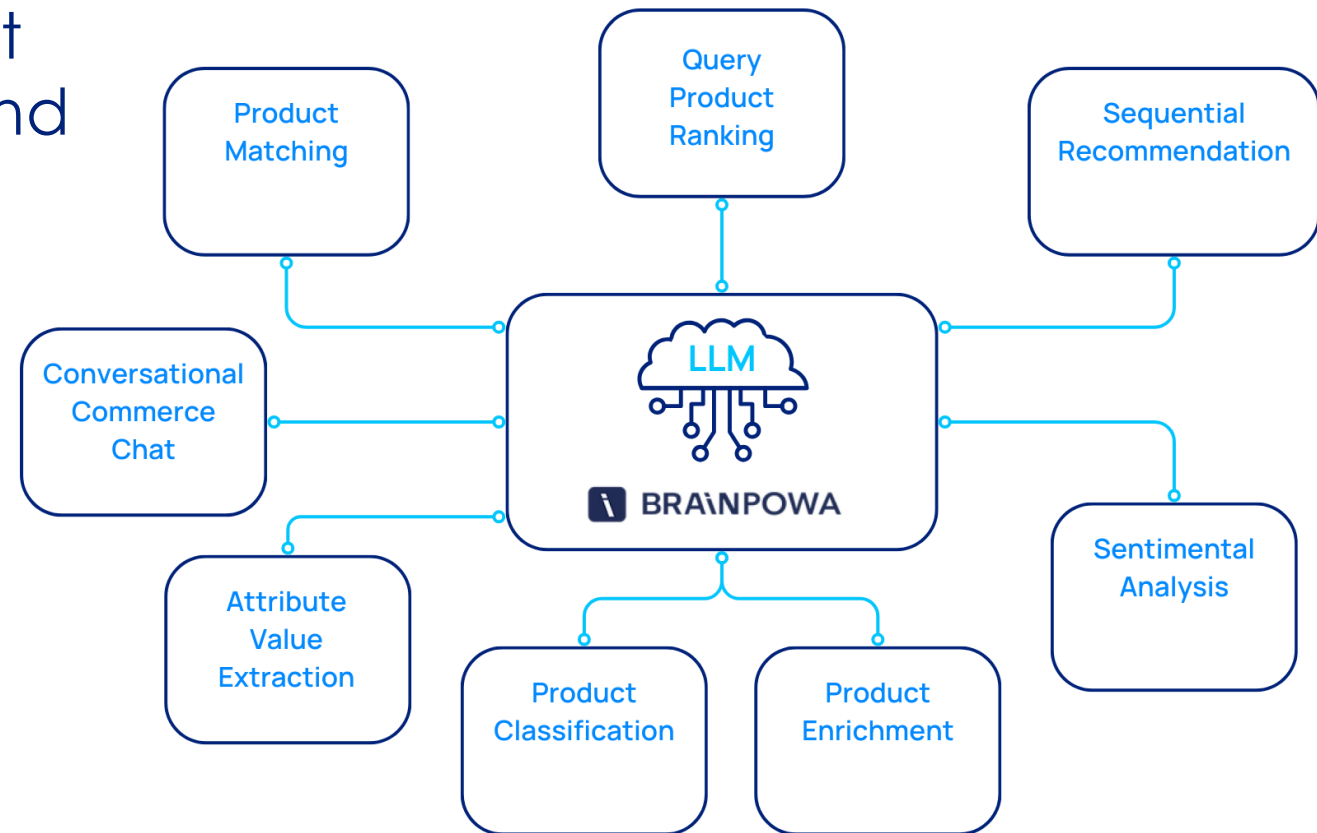 t
nd
Product
Matching
Query
Product
Ranking
Sequential
Recommendation
Conversational
Commerce
Chat
LLM
i BRAiNPOWA
Attribute
Value
Extraction
Sentimental
Analysis
Product
Classification
Product
Enrichment